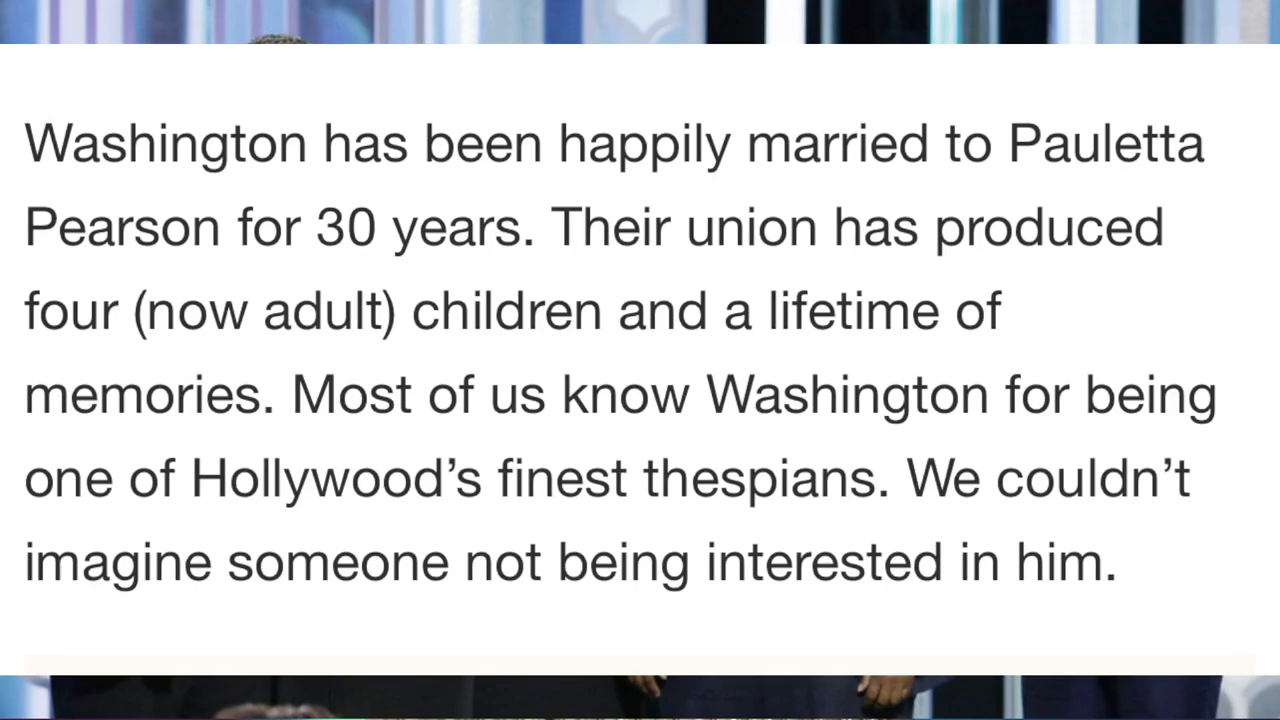 Washington has been happily married to Pauletta
Pearson for 30 years. Their union has produced
four (now adult) children and a lifetime of
memories. Most of us know Washington for being
one of Hollywood’s finest thespians. We couldn’t
imagine someone not being interested in him.